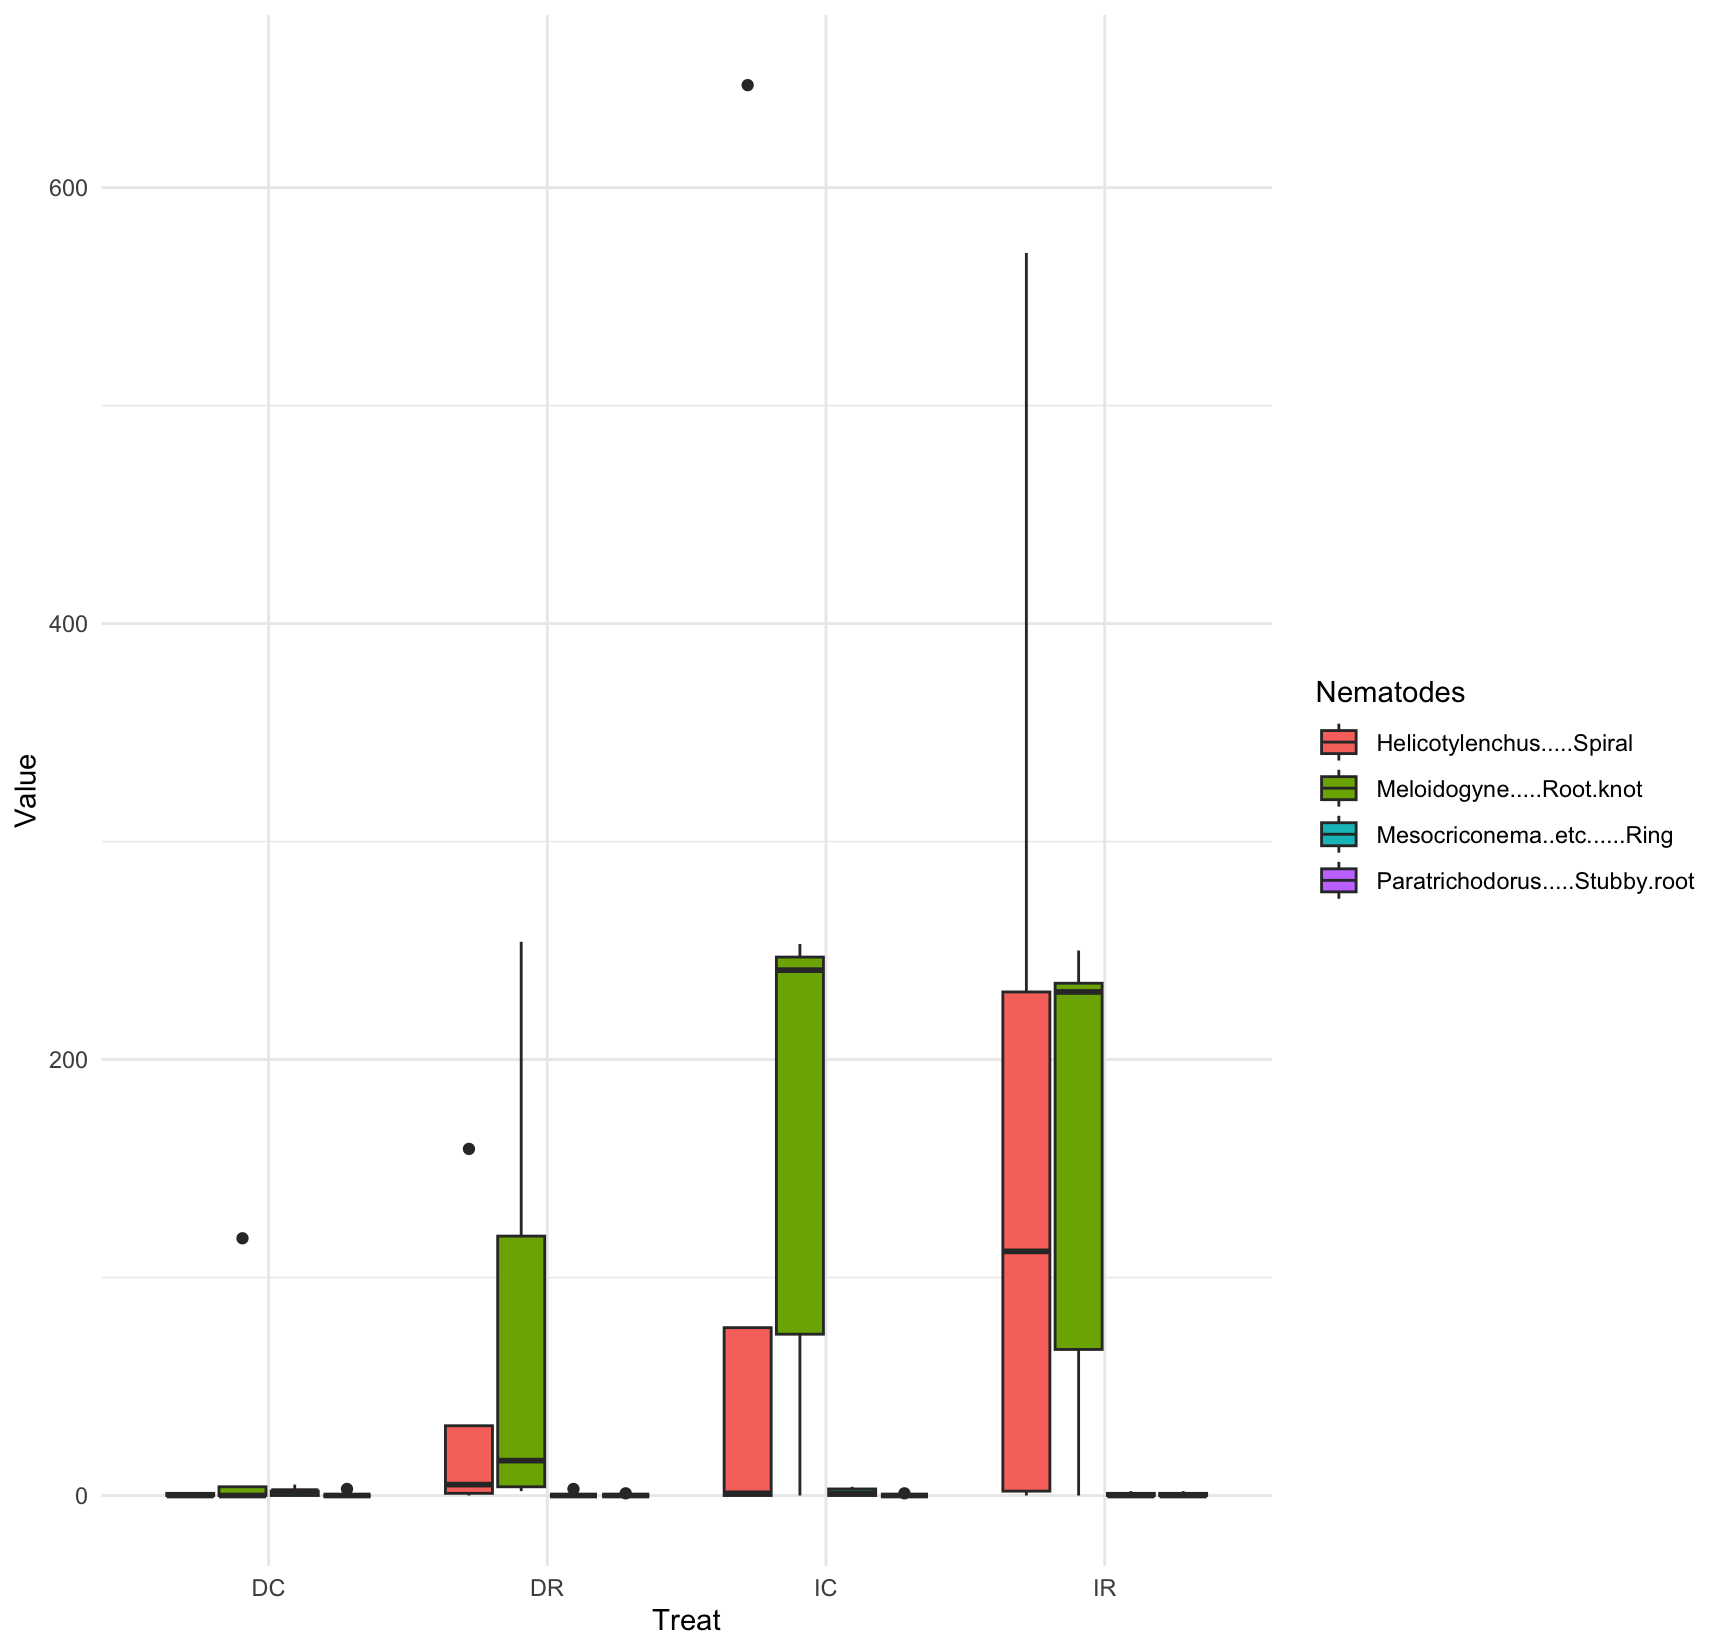 600
400
200
0
Value
DC
DR
IC
IR
Treat
Nematodes
Helicotylenchus.....Spiral
Meloidogyne.....Root.knot
Mesocriconema..etc......Ring
Paratrichodorus.....Stubby.root